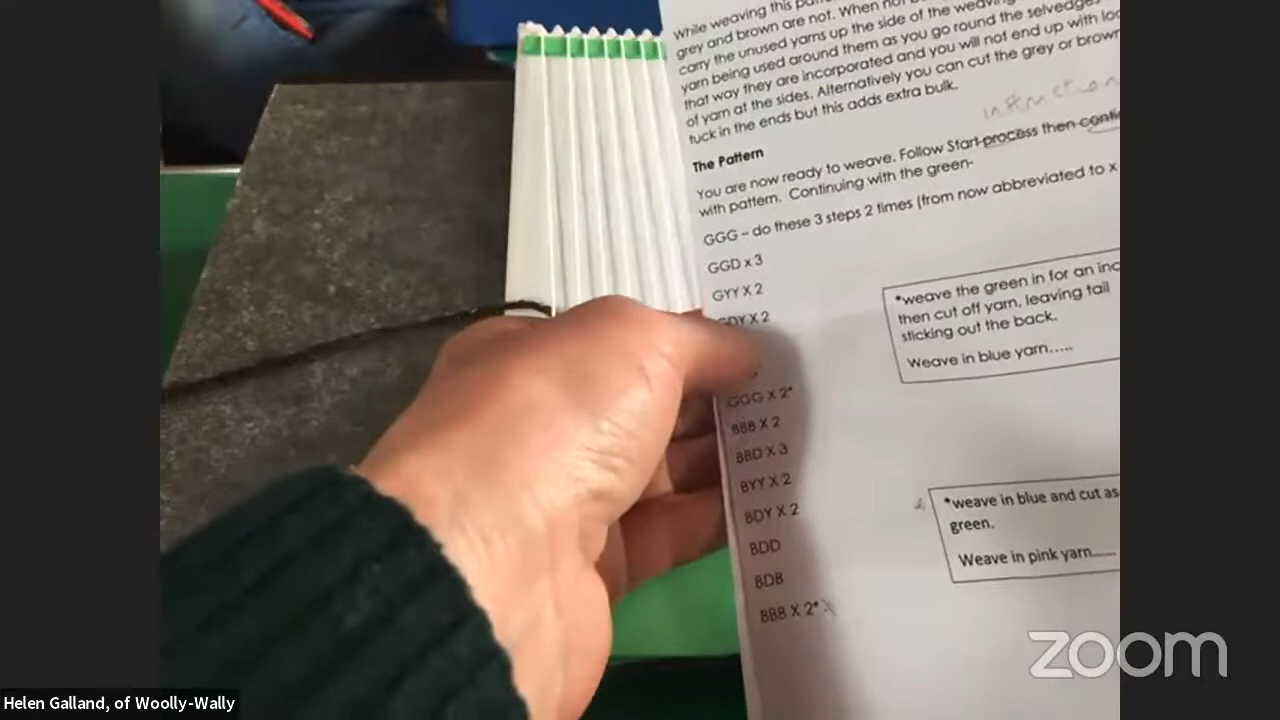 While weaving this
grey and brown are not. When not
carry the unused yarns up the side of the weaving
yarn being used around them as you go round the selvedges
that way they are incorporated and you will not end up with
of yarn at the sides. Alternatively you can cut the grey or brown
tuck in the ends but this adds extra bulk.
instruction
The Pattern
You are now ready to weave. Follow Start process then
with pattern. Continuing with the green-
GGG – do these 3 steps 2 times (from now abbreviated to x
GGD x 3
GYY X 2
GDY X 2
GGG X 2*
BBB X 2
BBD X 3
BYY X 2
BDY X 2
BDD
BDB
BBB X 2*
*weave the green in for an
then cut off yarn, leaving tail
sticking out the back.
Weave in blue yarn.....
*weave in blue and cut as
green.
Weave in pink yarn......
zoom
Helen Galland, of Woolly-Wally